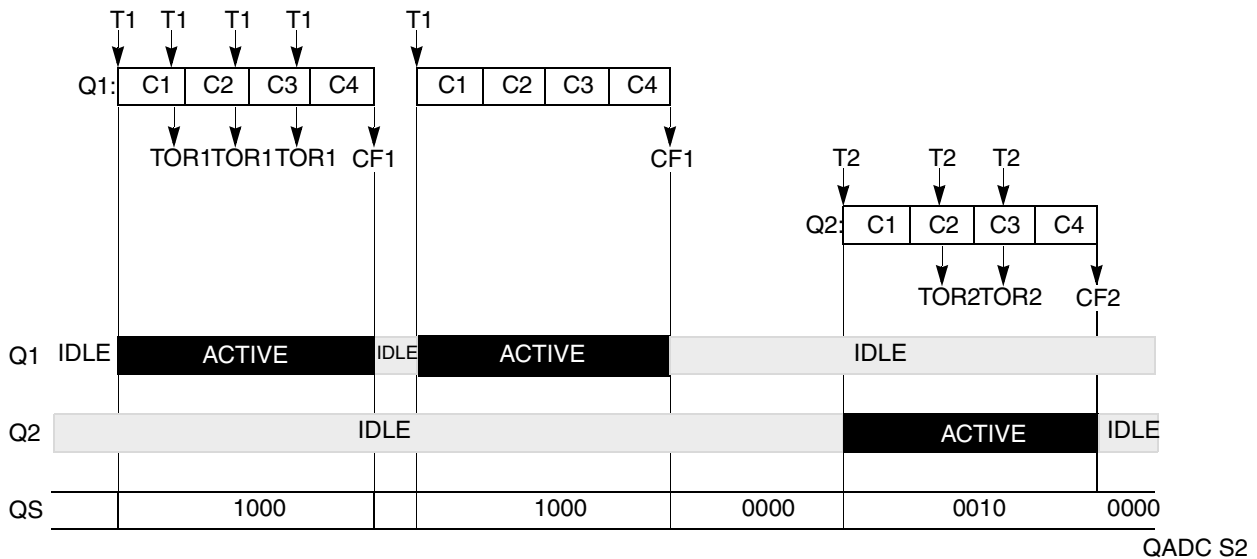 T1 T1 T1 T1 T1
Q1: C1 C2 C3 C4 C1 C2 C3 C4
TOR1 TOR1 TOR1 CF1 CF1
T2 T2 T2
Q2: C1 C2 C3 C4
TOR2 TOR2 CF2
Q1 IDLE ACTIVE IDLE ACTIVE IDLE
Q2 IDLE ACTIVE IDLE
QS 1000 1000 0000 0010 0000
QADC S2